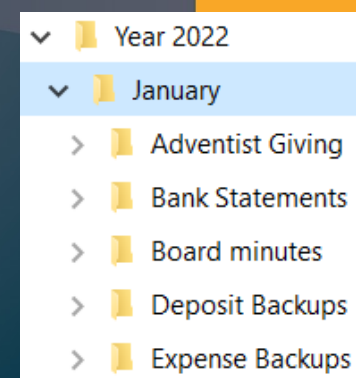 Year 2022
January
Adventist Giving
Bank Statements
Board minutes
Deposit Backups
Expense Backups